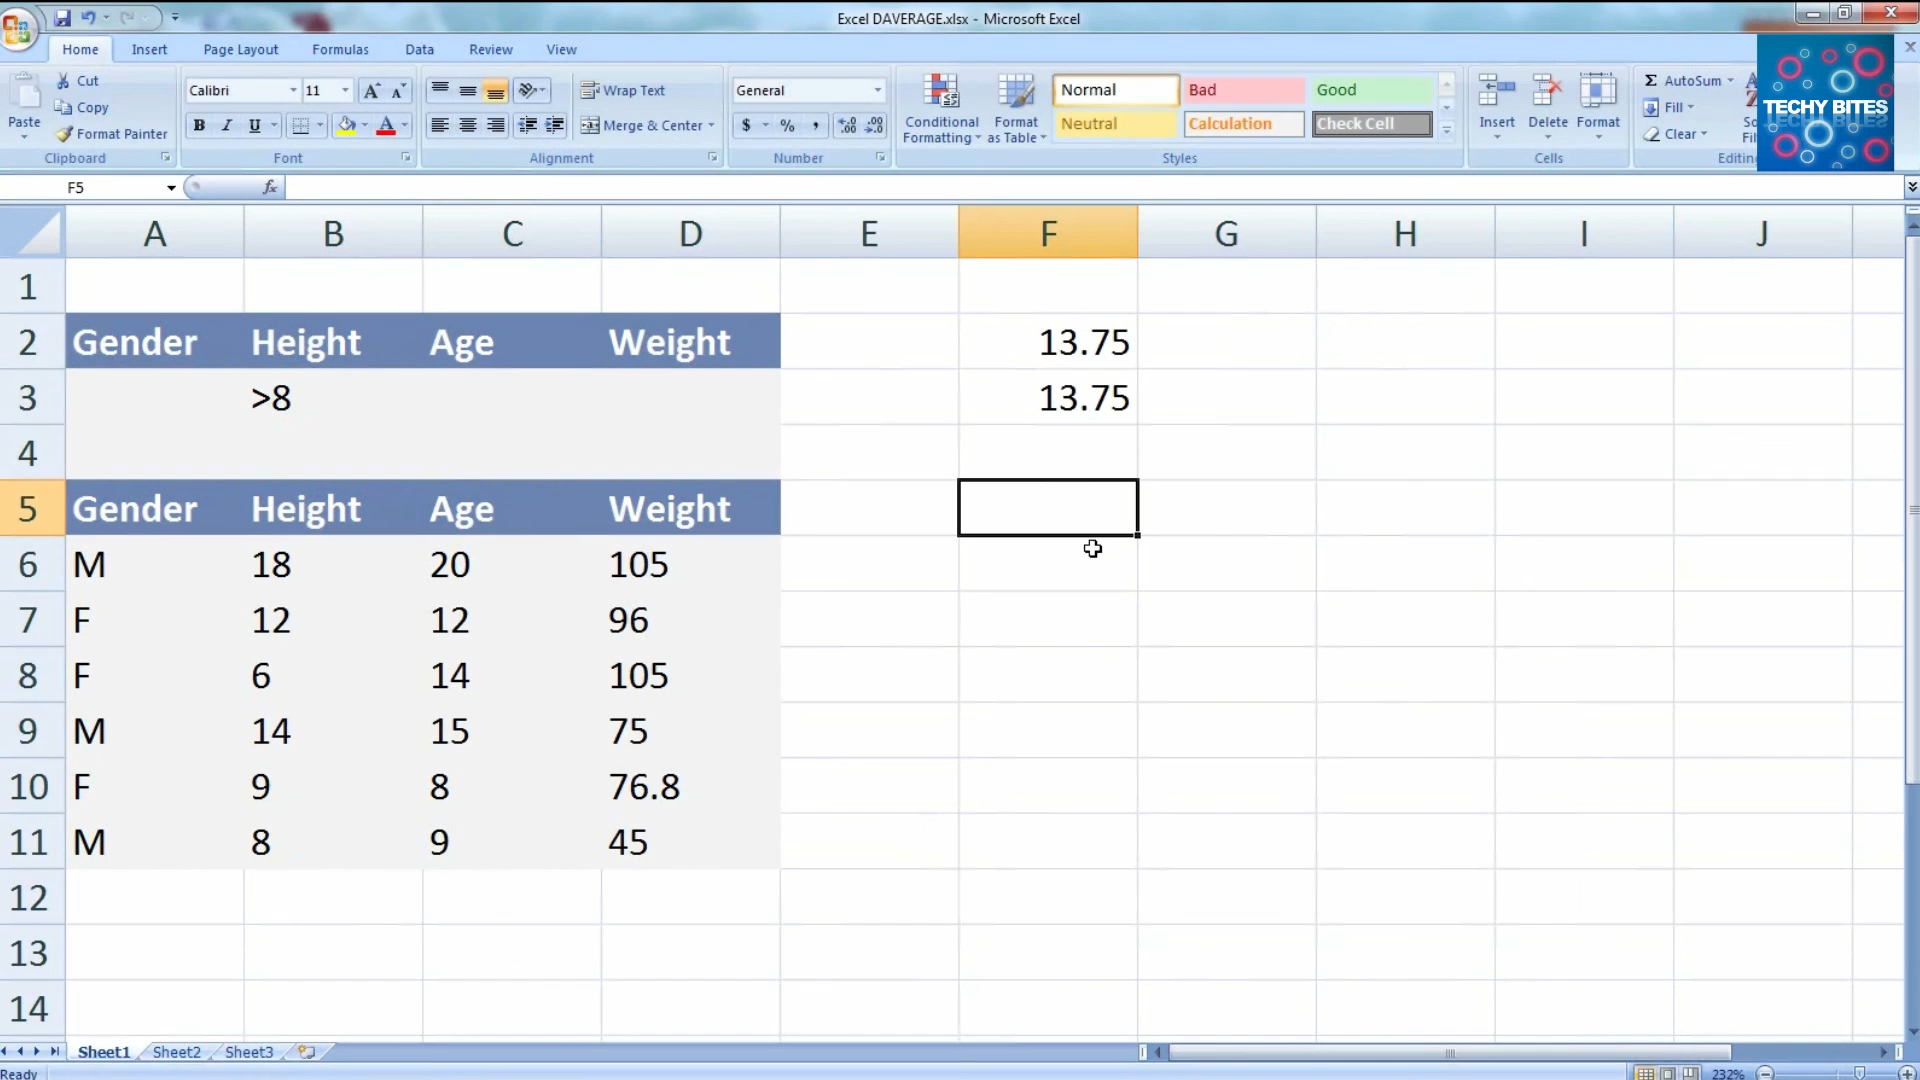 Excel DAVERAGE.xlsx - Microsoft Excel
Home Insert Page Layout Formulas Data Review View
Paste Cut Copy Format Painter Clipboard
Calibri 11 A A B I U A Font
Wrap Text Merge & Center Alignment
General $ % , Number
Conditional Formatting Format as Table Normal Bad Good Neutral Calculation Check Cell Styles
Insert Delete Format Cells
Σ AutoSum Fill Clear
TECHY BITES
F5 fx
A B C D E F G H I J
1
2 Gender Height Age Weight 13.75
3 >8 13.75
4
5 Gender Height Age Weight
6 M 18 20 105
7 F 12 12 96
8 F 6 14 105
9 M 14 15 75
10 F 9 8 76.8
11 M 8 9 45
12
13
14
Sheet1 Sheet2 Sheet3
Ready 232%